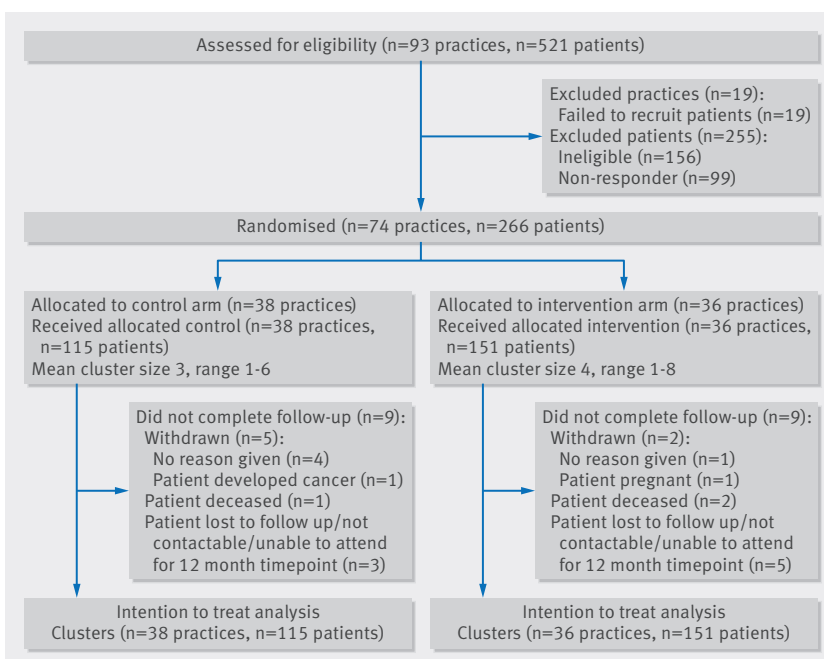 Assessed for eligibility (n=93 practices, n=521 patients)
Excluded practices (n=19):
Failed to recruit patients (n=19)
Excluded patients (n=255):
Ineligible (n=156)
Non-responder (n=99)
Randomised (n=74 practices, n=266 patients)
Allocated to control arm (n=38 practices)
Received allocated control (n=38 practices,
n=115 patients)
Mean cluster size 3, range 1-6
Allocated to intervention arm (n=36 practices)
Received allocated intervention (n=36 practices,
n=151 patients)
Mean cluster size 4, range 1-8
Did not complete follow-up (n=9):
Withdrawn (n=5):
No reason given (n=4)
Patient developed cancer (n=1)
Patient deceased (n=1)
Patient lost to follow up/not
contactable/unable to attend
for 12 month timepoint (n=3)
Did not complete follow-up (n=9):
Withdrawn (n=2):
No reason given (n=1)
Patient pregnant (n=1)
Patient deceased (n=2)
Patient lost to follow up/not
contactable/unable to attend
for 12 month timepoint (n=5)
Intention to treat analysis
Clusters (n=38 practices, n=115 patients)
Intention to treat analysis
Clusters (n=36 practices, n=151 patients)